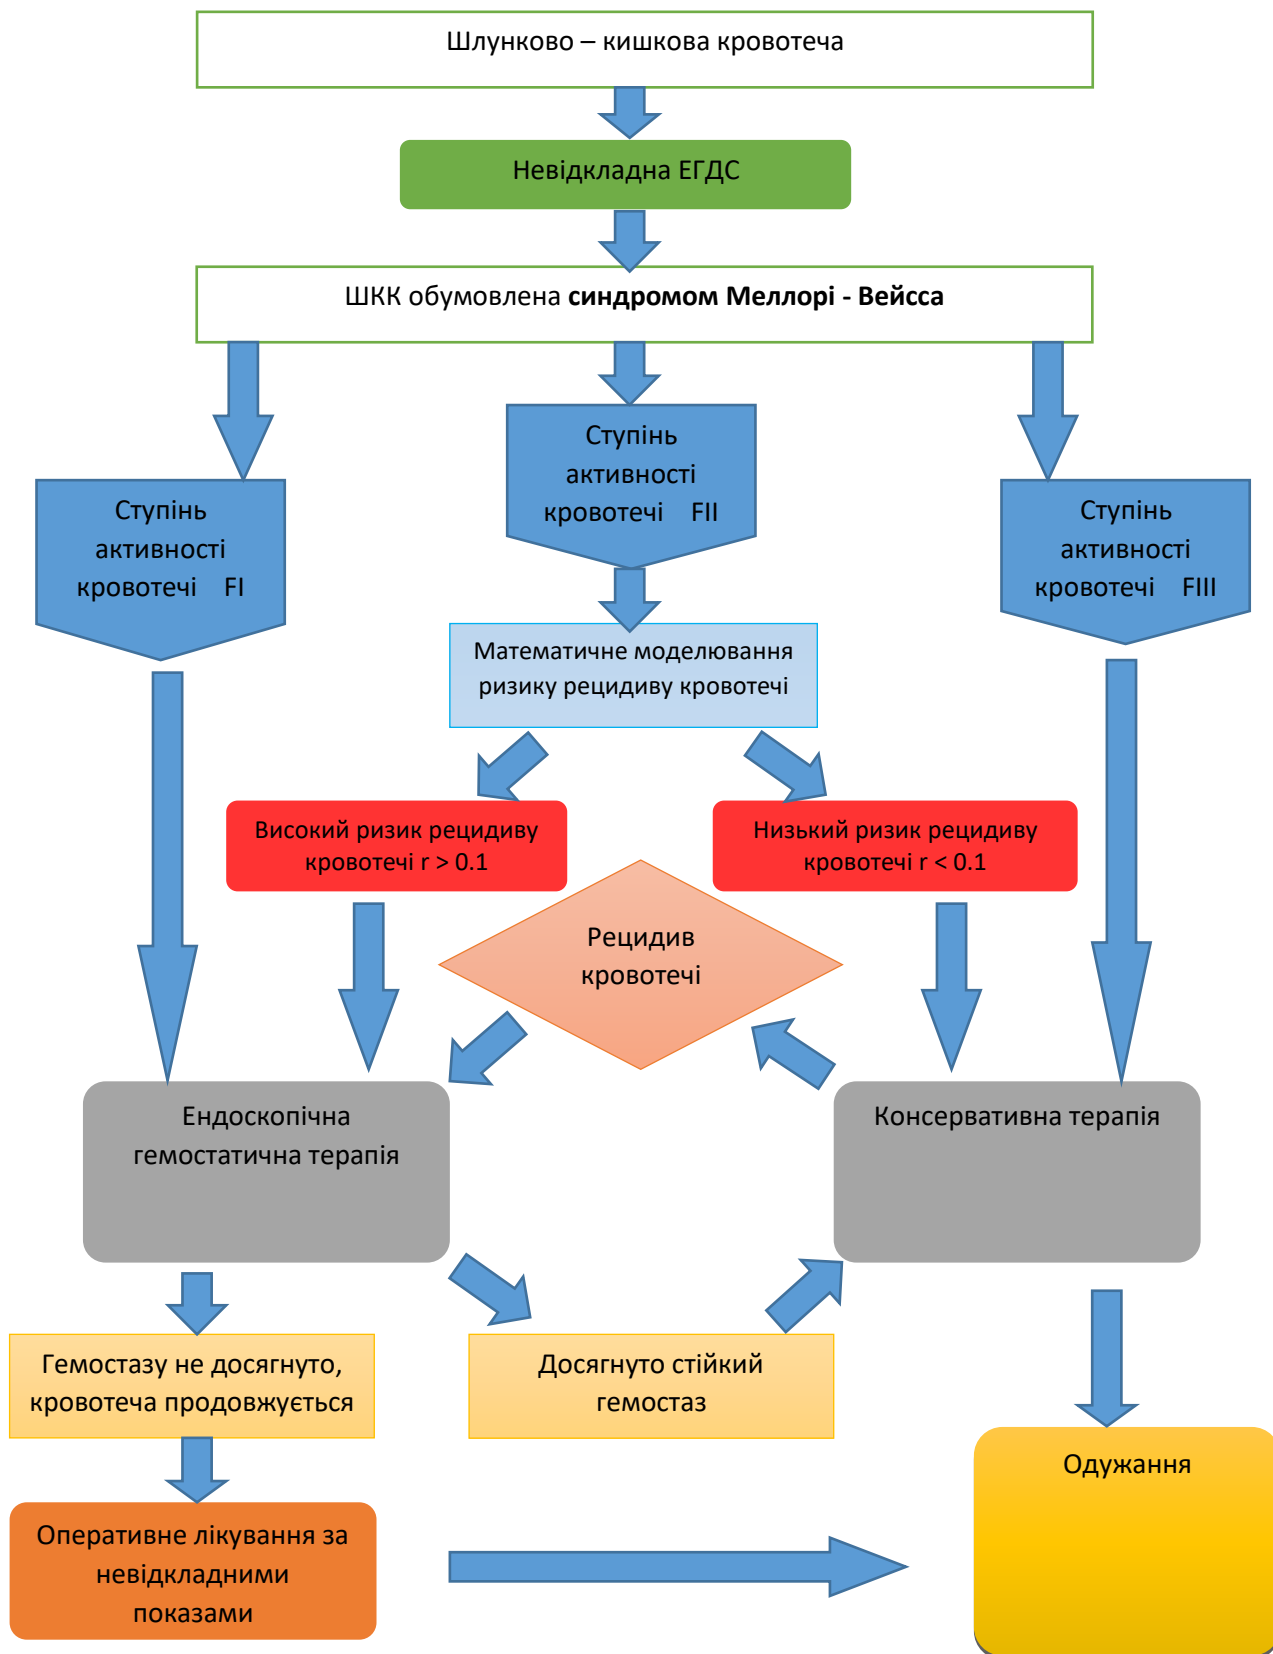 Шлунково – кишкова кровотеча
Невідкладна ЕГДС
ШКК обумовлена синдромом Меллорі - Вейсса
Ступінь
активності
кровотечі FI
Ступінь
активності
кровотечі FII
Ступінь
активності
кровотечі FIII
Математичне моделювання
ризику рецидиву кровотечі
Високий ризик рецидиву
кровотечі r > 0.1
Низький ризик рецидиву
кровотечі r < 0.1
Рецидив
кровотечі
Ендоскопічна
гемостатична терапія
Консервативна терапія
Гемостазу не досягнуто,
кровотеча продовжується
Досягнуто стійкий
гемостаз
Одужання
Оперативне лікування за
невідкладними
показами